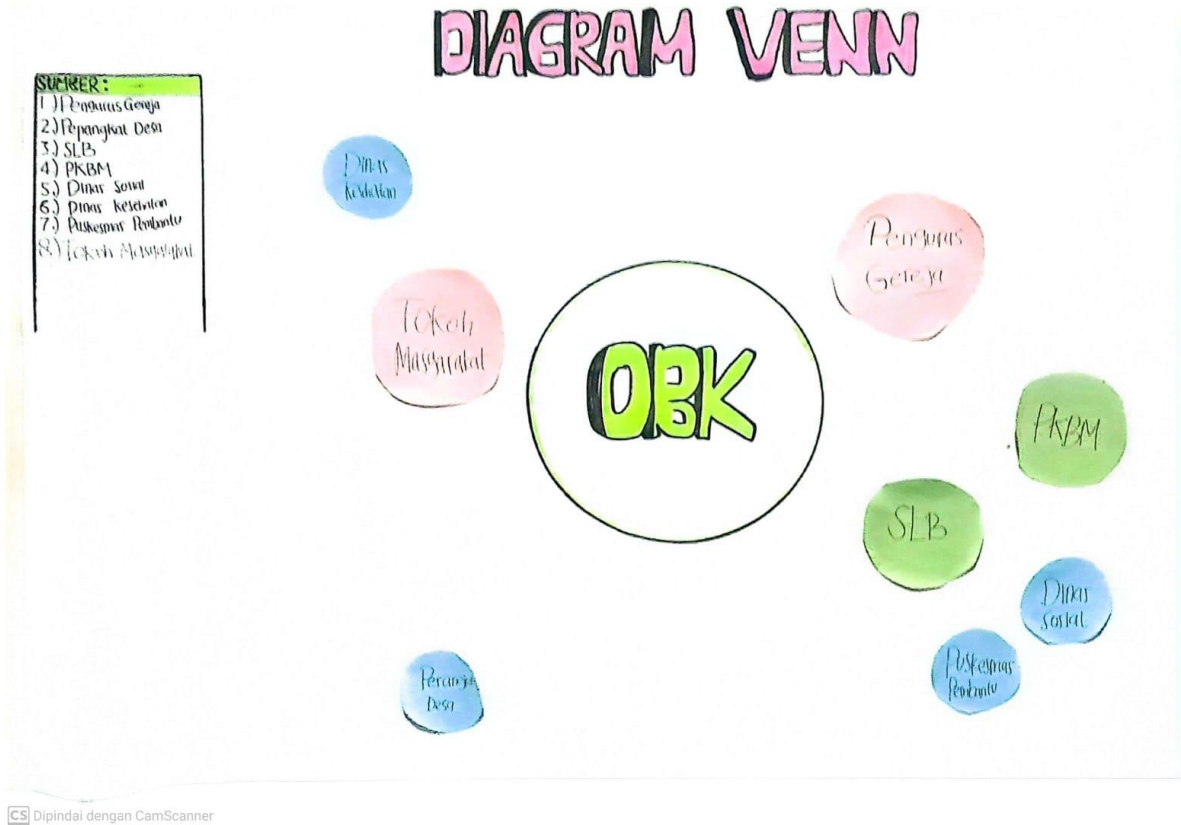 DIAGRAM VENN
SUMBER:
1) Pengurus Gereja
2.) Pepangkat Desa
3.) SLB
4) PKBM
5.) Dinas Sosial
6.) Dinas Kesehatan
7.) Puskesmas Pembantu
8.) Tokoh Masyarakat
Dinas
Kesehatan
Pengurus
Gereja
Tokoh
Masyarakat
OBK
PKBM
SLB
Dinas
Sosial
Puskesmas
Pembantu
Desa
CS Dipindai dengan CamScanner